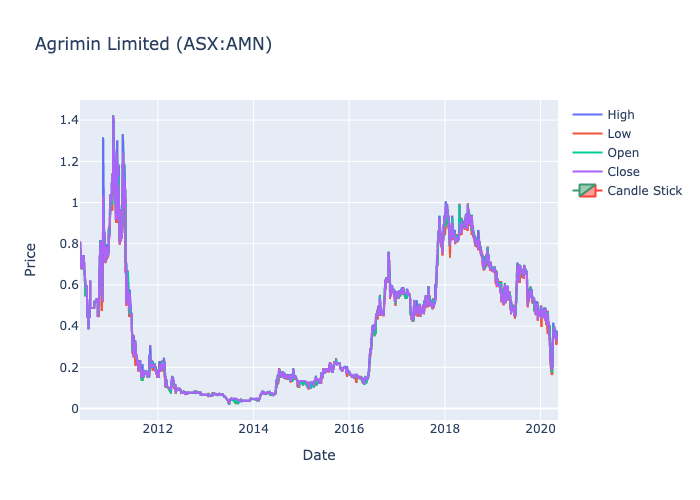 Agrimin Limited (ASX:AMN)
1.4
1.2
1
0.8
0.6
0.4
0.2
0
Price
2012 2014 2016 2018 2020
Date
High
Low
Open
Close
Candle Stick